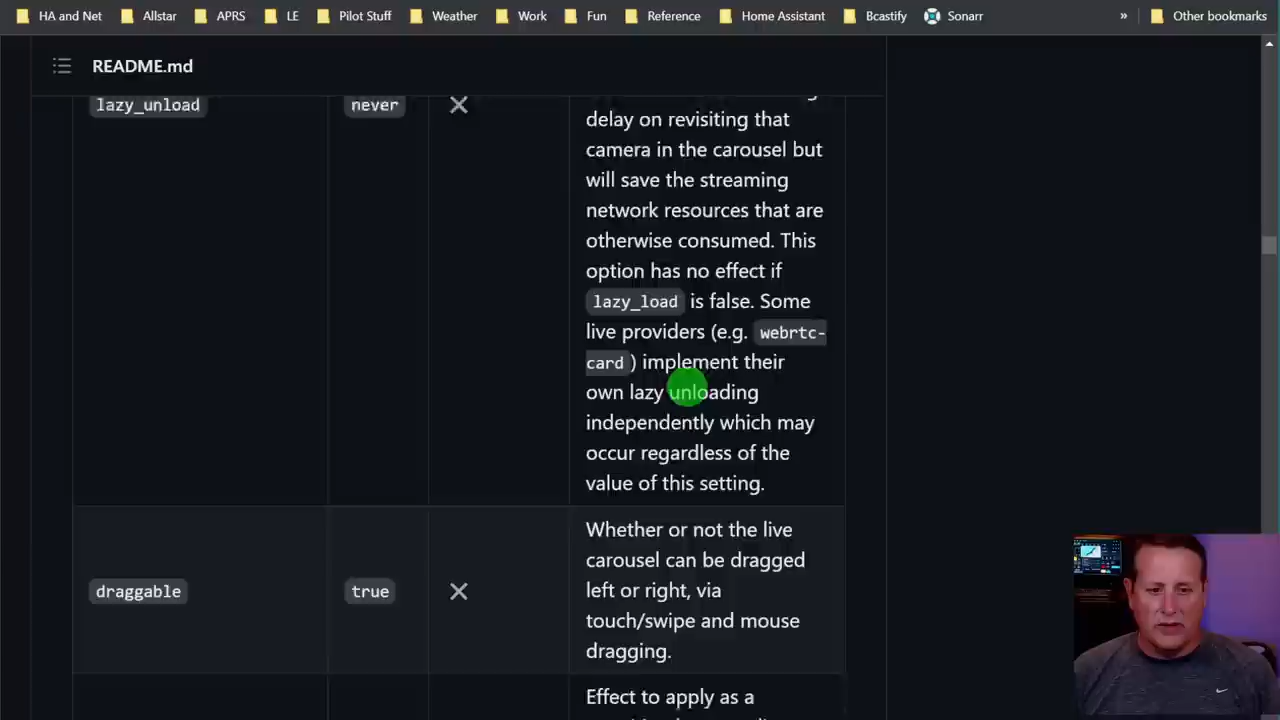 HA and Net
Allstar
APRS
LE
Pilot Stuff
Weather
Work
Fun
Reference
Home Assistant
Bcastify
Sonarr
»
Other bookmarks
README.md
lazy_unload
never
delay on revisiting that
camera in the carousel but
will save the streaming
network resources that are
otherwise consumed. This
option has no effect if
lazy_load is false. Some
live providers (e.g. webrtc-
card ) implement their
own lazy unloading
independently which may
occur regardless of the
value of this setting.
draggable
true
Whether or not the live
carousel can be dragged
left or right, via
touch/swipe and mouse
dragging.
Effect to apply as a